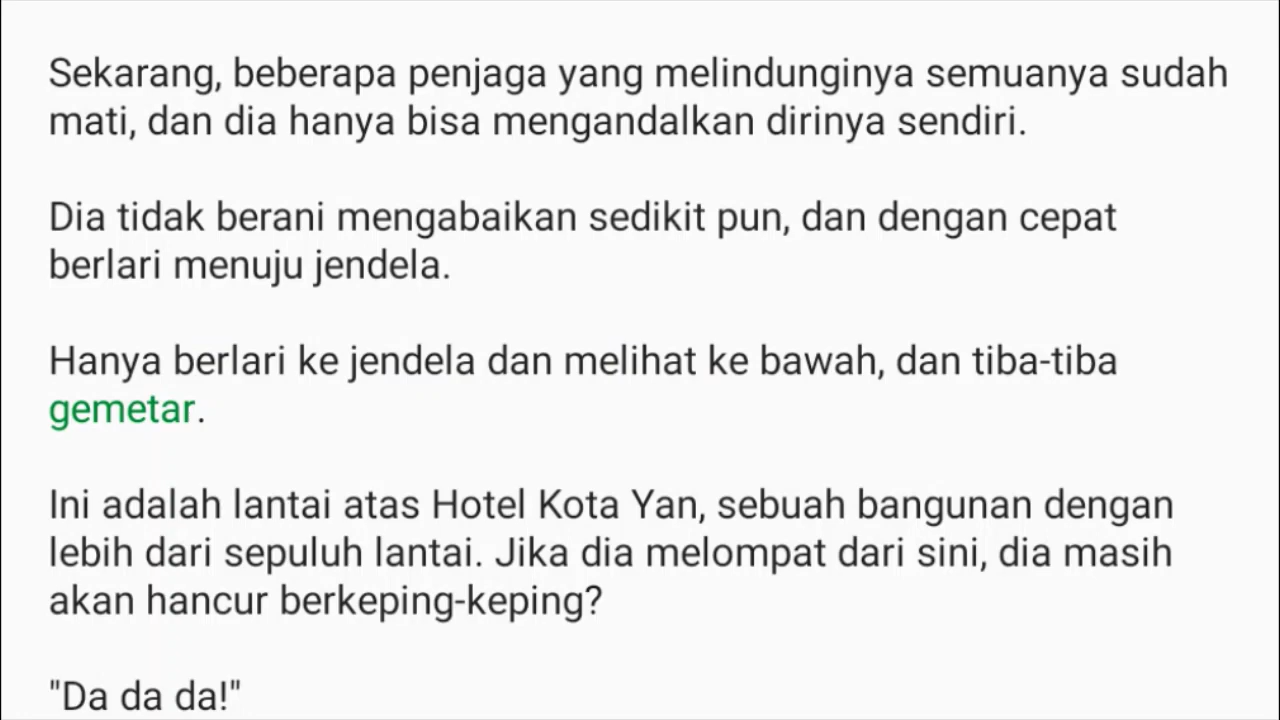 Sekarang, beberapa penjaga yang melindunginya semuanya sudah
mati, dan dia hanya bisa mengandalkan dirinya sendiri.
Dia tidak berani mengabaikan sedikit pun, dan dengan cepat
berlari menuju jendela.
Hanya berlari ke jendela dan melihat ke bawah, dan tiba-tiba
gemetar.
Ini adalah lantai atas Hotel Kota Yan, sebuah bangunan dengan
lebih dari sepuluh lantai. Jika dia melompat dari sini, dia masih
akan hancur berkeping-keping?
"Da da da!"